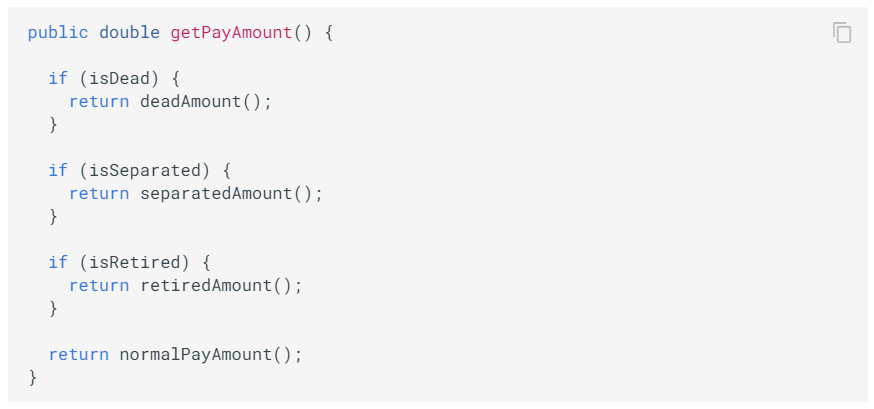 public double getPayAmount() {
if (isDead) {
return deadAmount();
}
if (isSeparated) {
return separatedAmount();
}
if (isRetired) {
return retiredAmount();
}
return normalPayAmount();
}